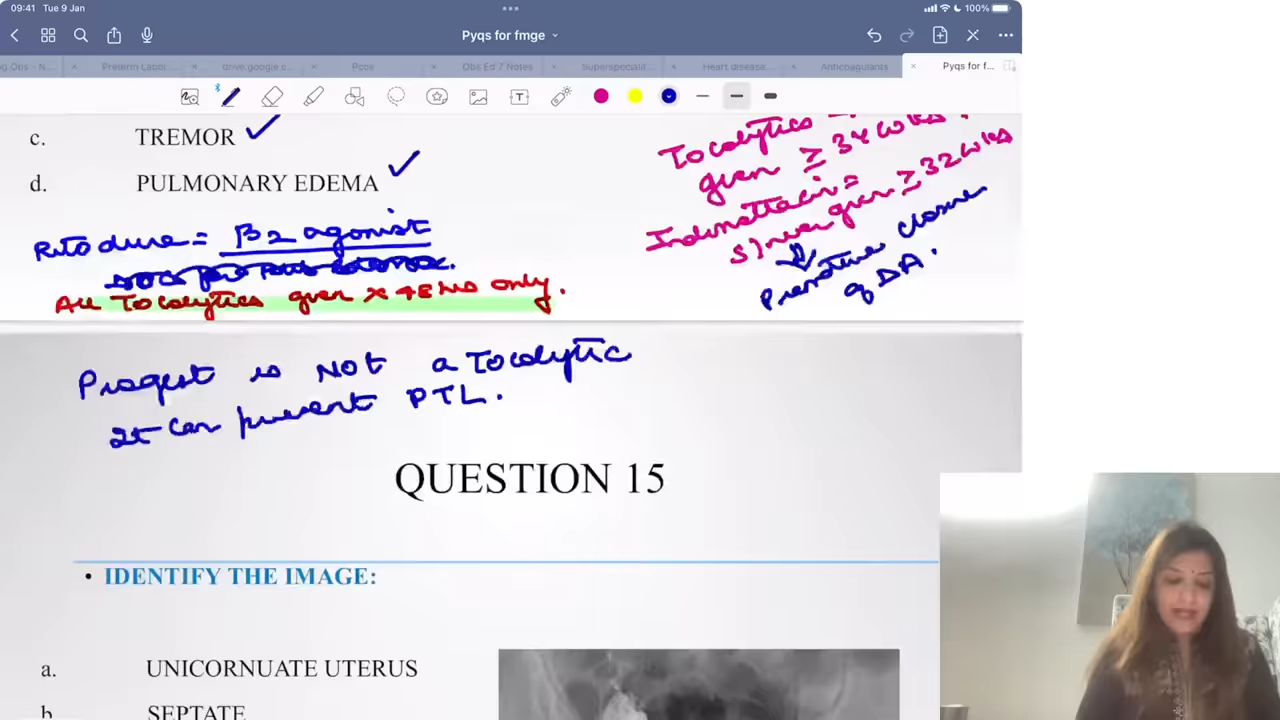 09:41 Tue 9 Jan
100%
Pyqs for fmge
Preterm Labor...
drive.google.c...
Pcos
Obs Ed 7 Notes
Superspecialit...
Heart disease...
Anticoagulants
Pyqs for f...
c. TREMOR
d. PULMONARY EDEMA
Tocolytics
given ≥ 34 wks
Indomethacin =
never given ≥ 32 wks
Premature closure
of DA.
Ritodrine = β2 agonist
All Tocolytics given × 48 hrs only.
Progest is NOT a Tocolytic
It can prevent PTL.
QUESTION 15
• IDENTIFY THE IMAGE:
a. UNICORNUATE UTERUS
b. SEPTATE